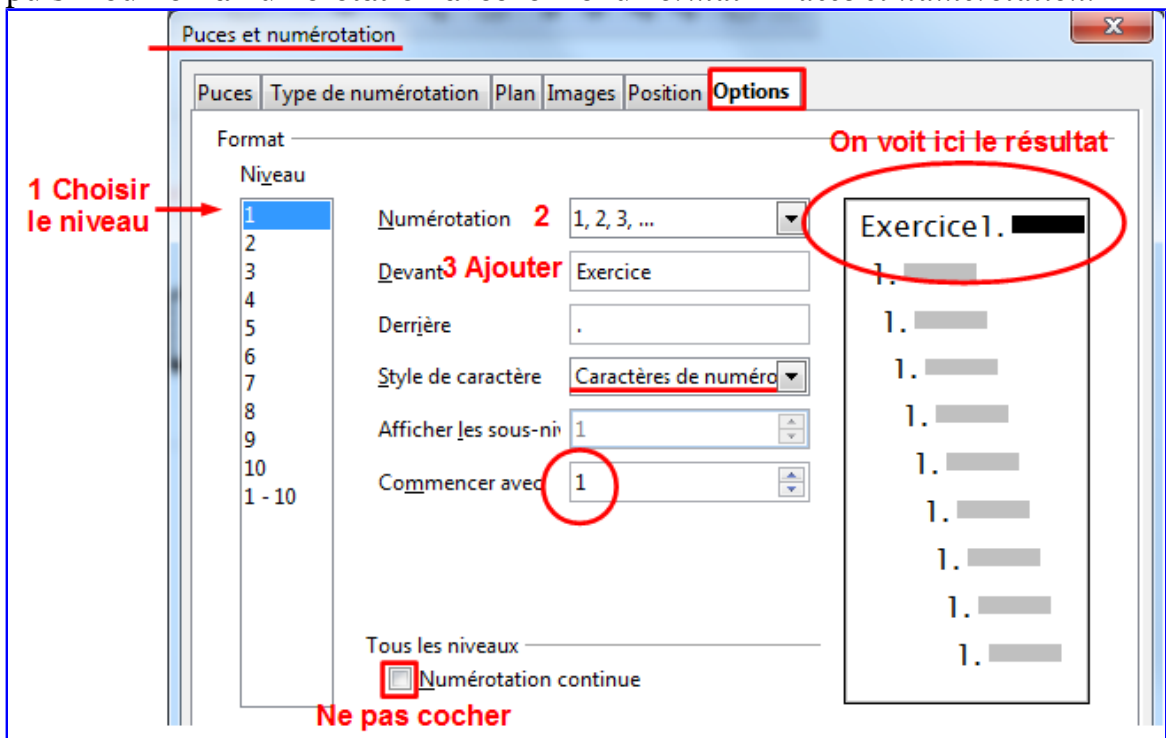 Puces et numérotation
Puces Type de numérotation Plan Images Position Options
Format
On voit ici le résultat
Niveau
1 Choisir
le niveau
1
2
3
4
5
6
7
8
9
10
1 - 10
Numérotation 2 1, 2, 3, ...
Devant 3 Ajouter Exercice
Derrière .
Style de caractère Caractères de numéro
Afficher les sous-niv 1
Commencer avec 1
Tous les niveaux
Numérotation continue
Ne pas cocher
Exercice1.
1.
1.
1.
1.
1.
1.
1.
1.
1.